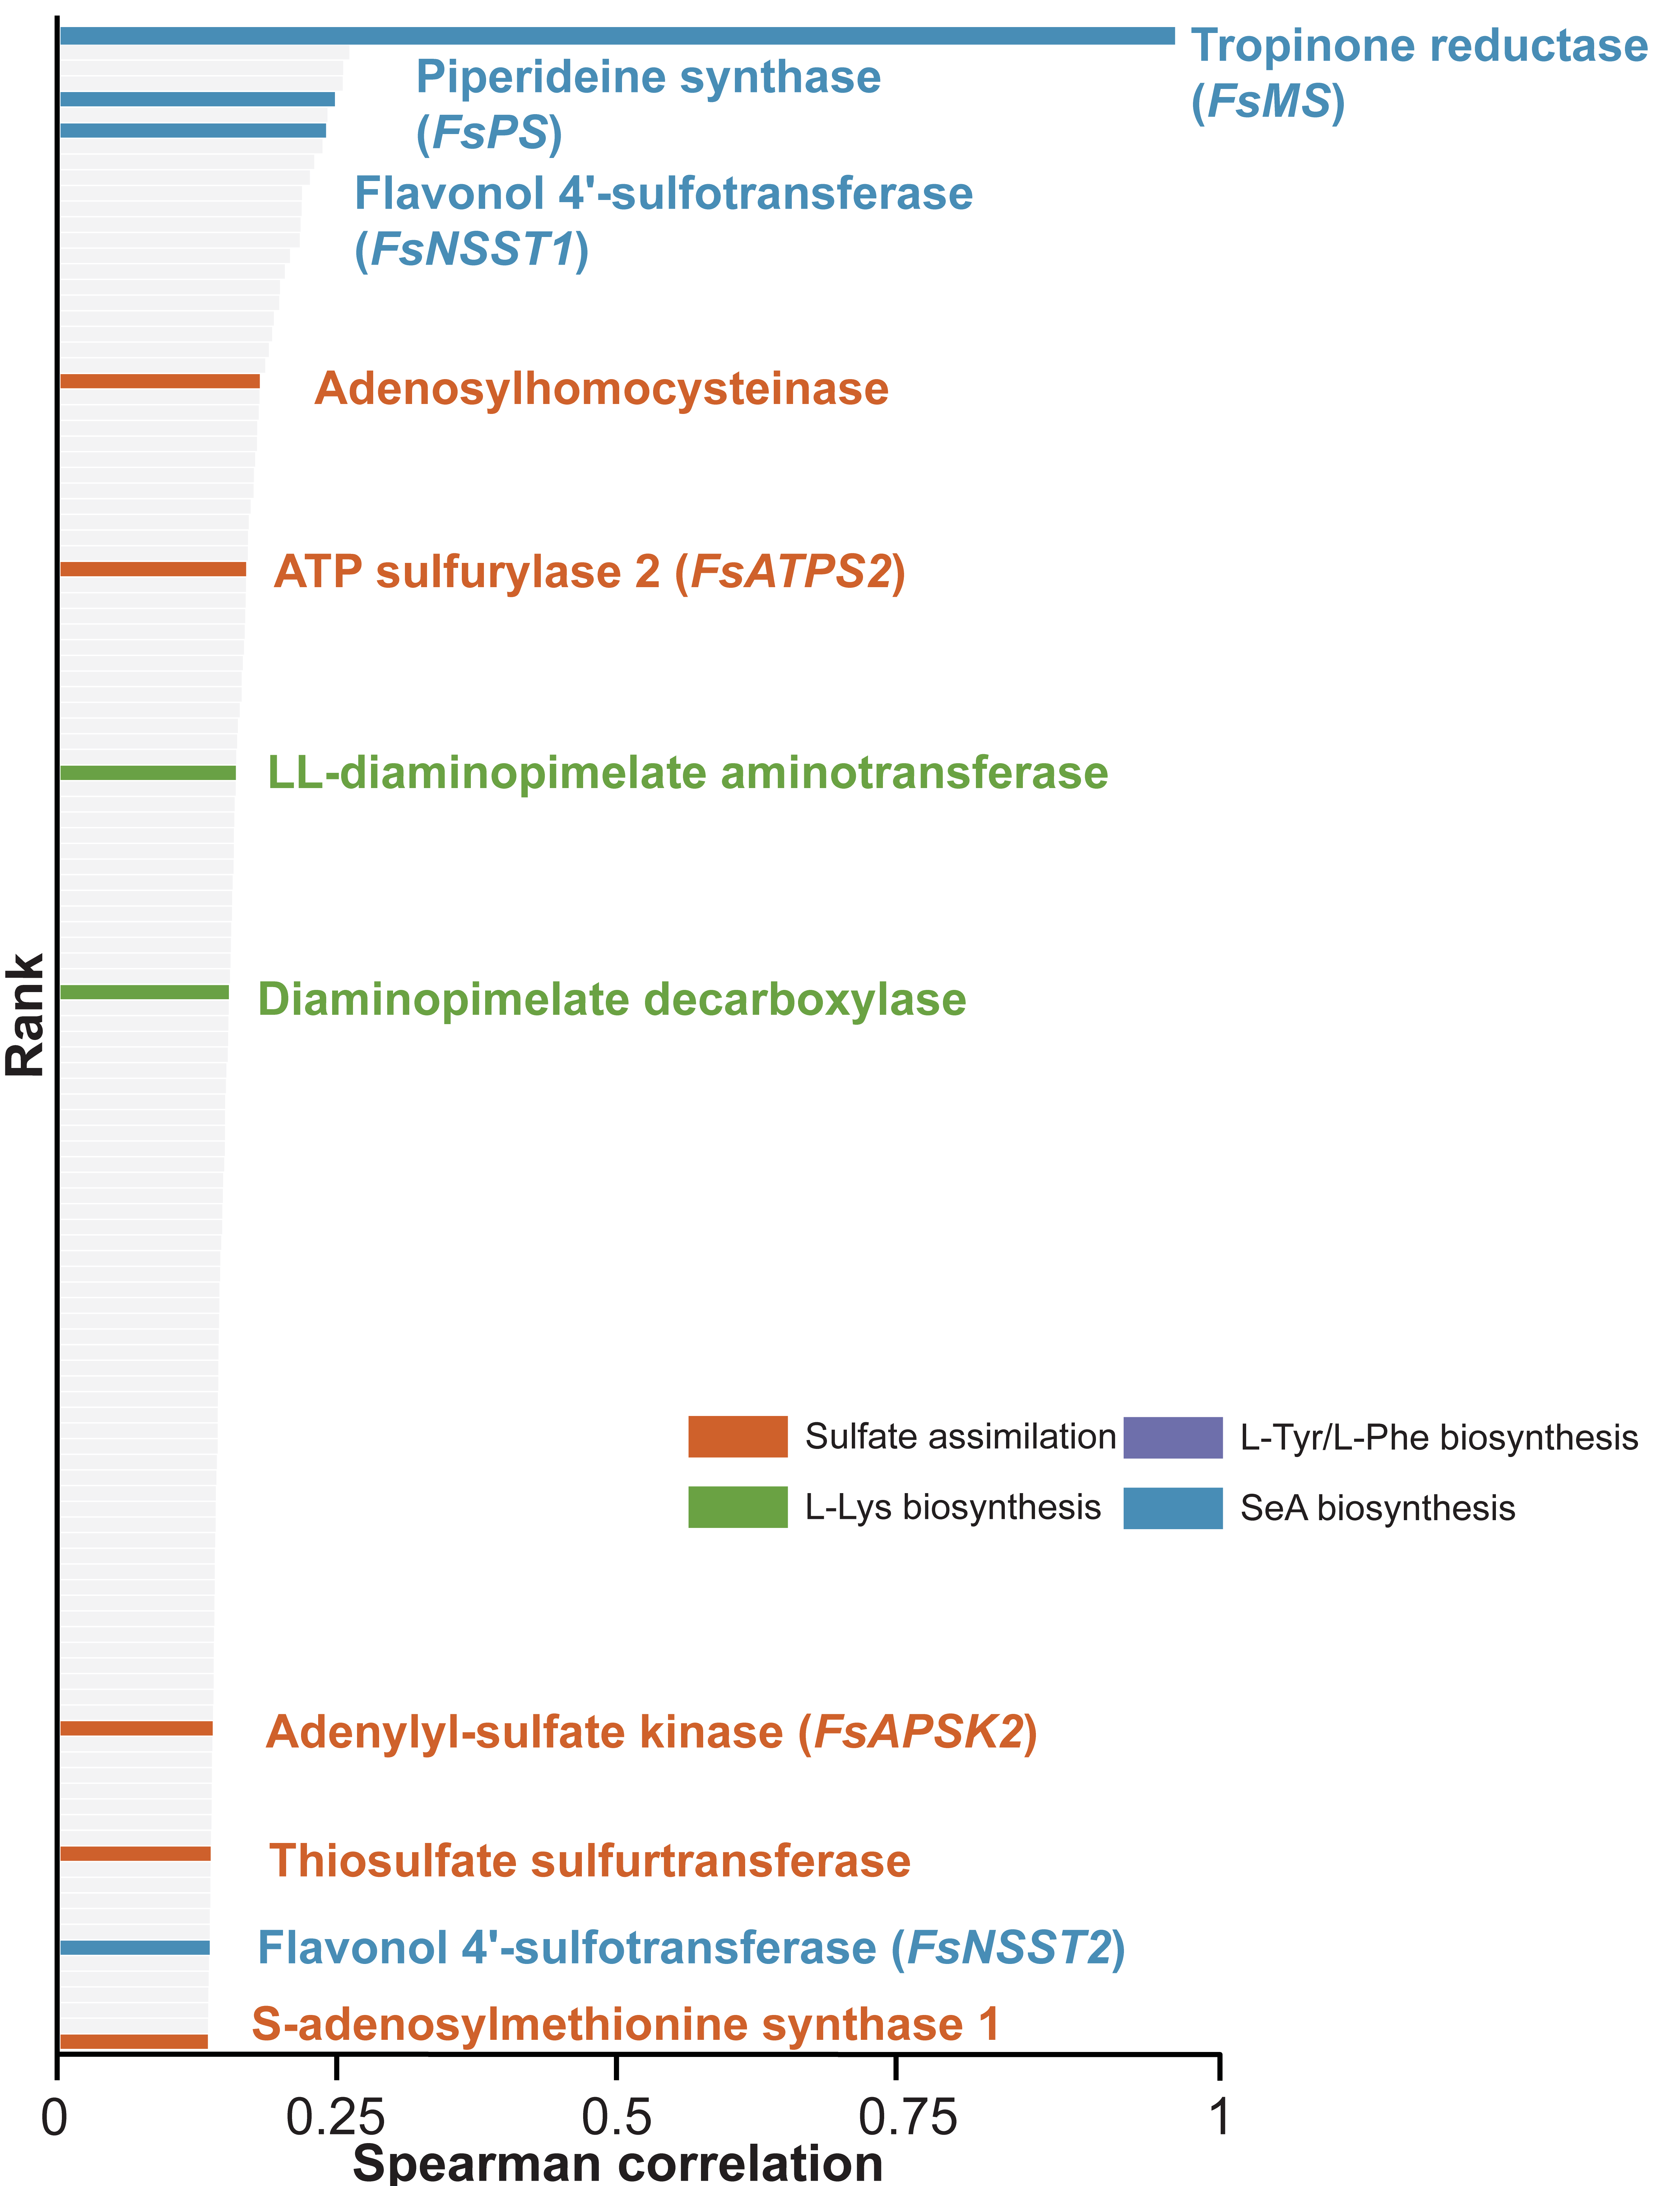 Tropinone reductase
(FsMS)
Piperideine synthase
(FsPS)
Flavonol 4'-sulfotransferase
(FsNSST1)
Adenosylhomocysteinase
ATP sulfurylase 2 (FsATPS2)
LL-diaminopimelate aminotransferase
Diaminopimelate decarboxylase
Rank
Sulfate assimilation
L-Tyr/L-Phe biosynthesis
L-Lys biosynthesis
SeA biosynthesis
Adenylyl-sulfate kinase (FsAPSK2)
Thiosulfate sulfurtransferase
Flavonol 4'-sulfotransferase (FsNSST2)
S-adenosylmethionine synthase 1
0 0.25 0.5 0.75 1
Spearman correlation